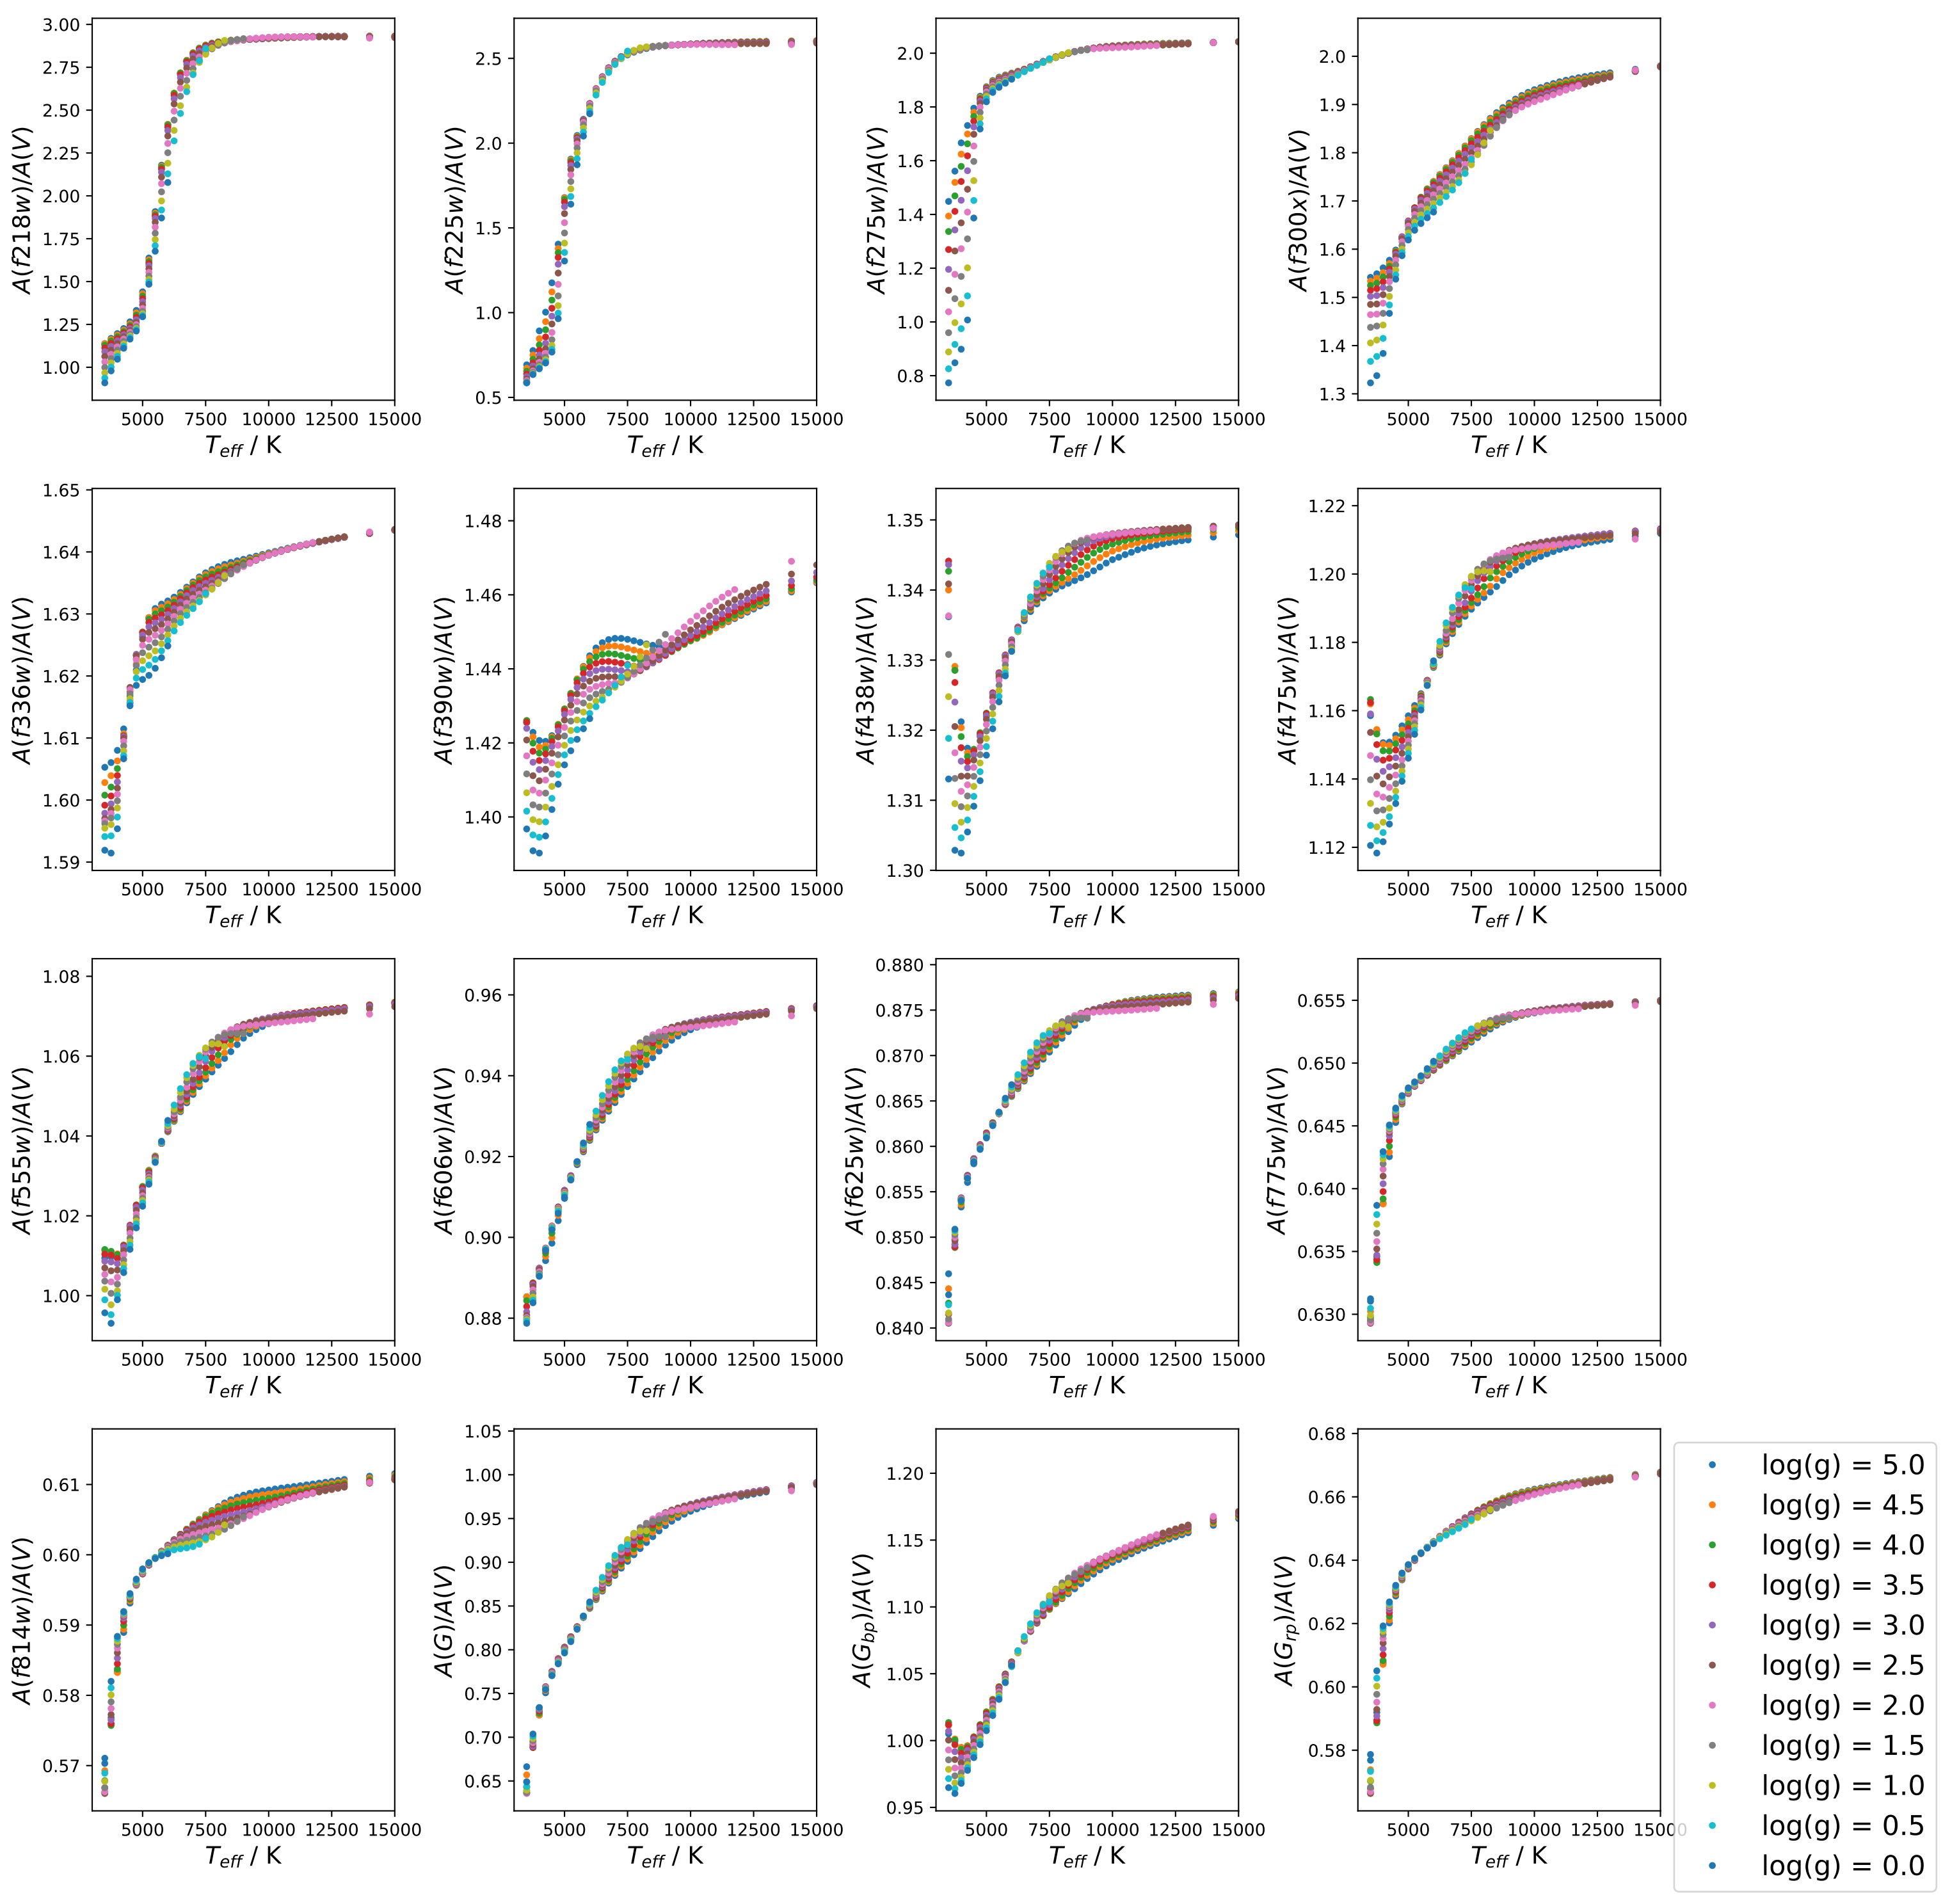 A(f218w)/A(V)
3.00
2.75
2.50
2.25
2.00
1.75
1.50
1.25
1.00
5000 7500 10000 12500 15000
T_eff / K
A(f225w)/A(V)
2.5
2.0
1.5
1.0
0.5
5000 7500 10000 12500 15000
T_eff / K
A(f275w)/A(V)
2.0
1.8
1.6
1.4
1.2
1.0
0.8
5000 7500 10000 12500 15000
T_eff / K
A(f300x)/A(V)
2.0
1.9
1.8
1.7
1.6
1.5
1.4
1.3
5000 7500 10000 12500 15000
T_eff / K
A(f336w)/A(V)
1.65
1.64
1.63
1.62
1.61
1.60
1.59
5000 7500 10000 12500 15000
T_eff / K
A(f390w)/A(V)
1.48
1.46
1.44
1.42
1.40
5000 7500 10000 12500 15000
T_eff / K
A(f438w)/A(V)
1.35
1.34
1.33
1.32
1.31
1.30
5000 7500 10000 12500 15000
T_eff / K
A(f475w)/A(V)
1.22
1.20
1.18
1.16
1.14
1.12
5000 7500 10000 12500 15000
T_eff / K
A(f555w)/A(V)
1.08
1.06
1.04
1.02
1.00
5000 7500 10000 12500 15000
T_eff / K
A(f606w)/A(V)
0.96
0.94
0.92
0.90
0.88
5000 7500 10000 12500 15000
T_eff / K
A(f625w)/A(V)
0.880
0.875
0.870
0.865
0.860
0.855
0.850
0.845
0.840
5000 7500 10000 12500 15000
T_eff / K
A(f775w)/A(V)
0.655
0.650
0.645
0.640
0.635
0.630
5000 7500 10000 12500 15000
T_eff / K
A(f814w)/A(V)
0.61
0.60
0.59
0.58
0.57
5000 7500 10000 12500 15000
T_eff / K
A(G)/A(V)
1.05
1.00
0.95
0.90
0.85
0.80
0.75
0.70
0.65
5000 7500 10000 12500 15000
T_eff / K
A(G_bp)/A(V)
1.20
1.15
1.10
1.05
1.00
0.95
5000 7500 10000 12500 15000
T_eff / K
A(G_rp)/A(V)
0.68
0.66
0.64
0.62
0.60
0.58
5000 7500 10000 12500 15000
T_eff / K
log(g) = 5.0
log(g) = 4.5
log(g) = 4.0
log(g) = 3.5
log(g) = 3.0
log(g) = 2.5
log(g) = 2.0
log(g) = 1.5
log(g) = 1.0
log(g) = 0.5
log(g) = 0.0